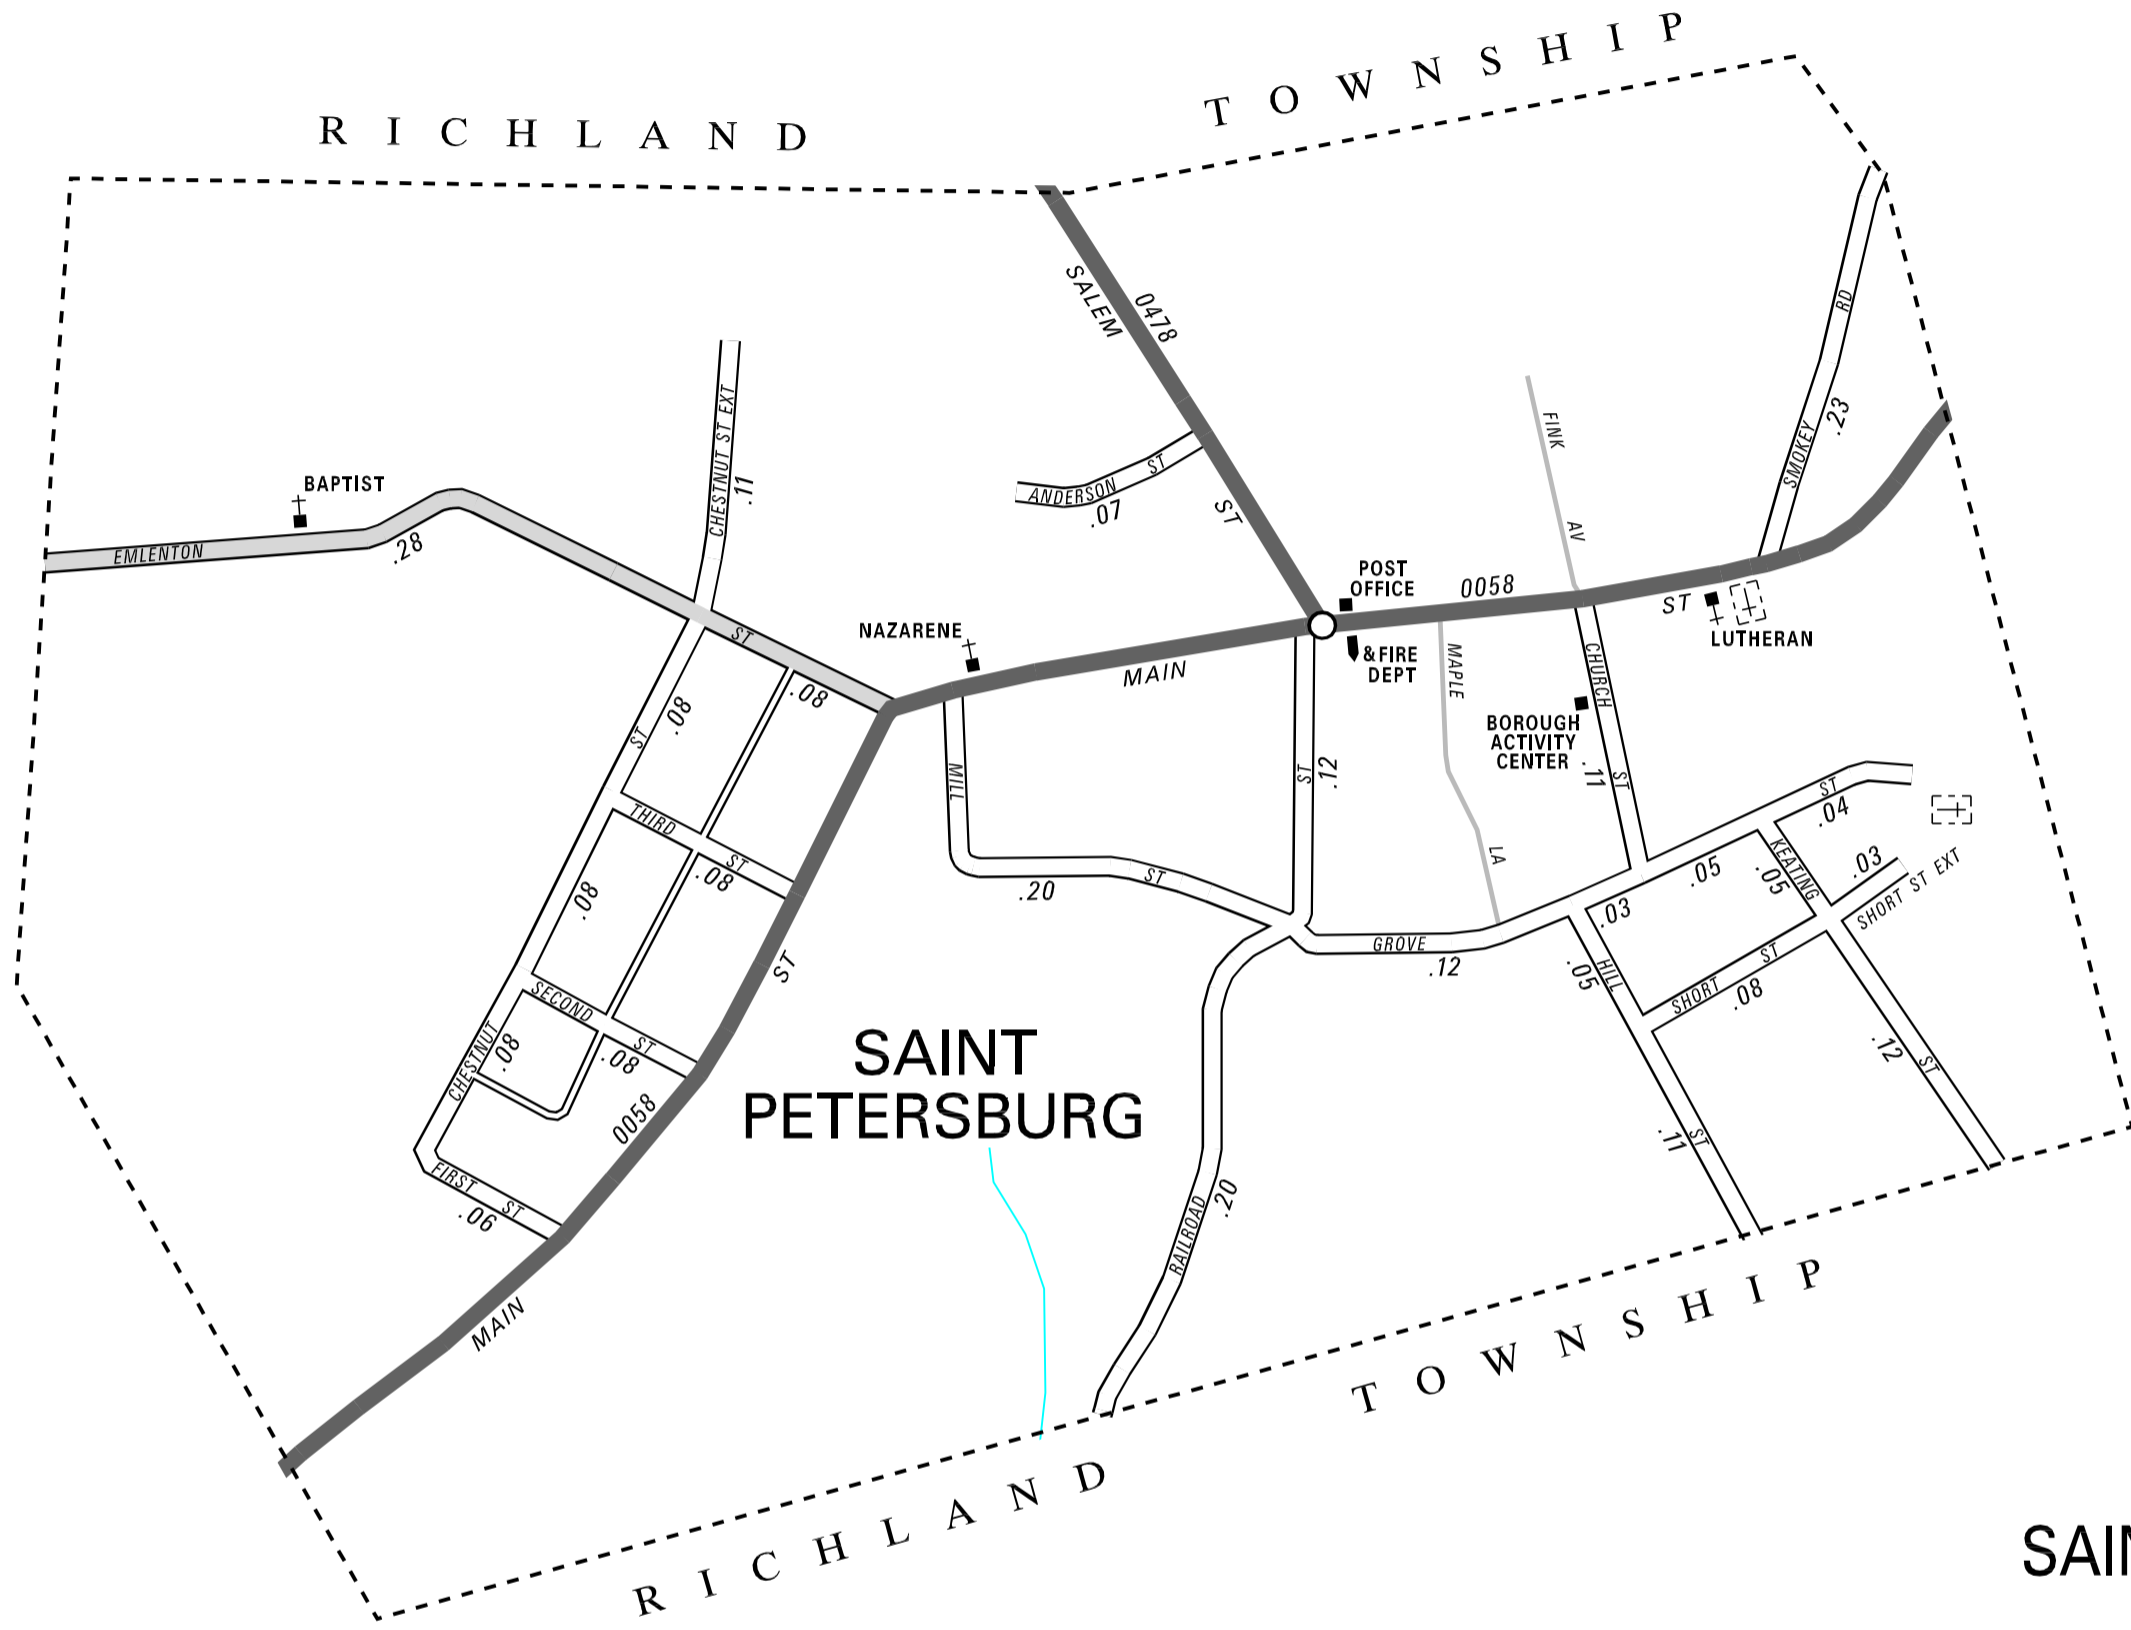 RICHLAND
TOWNSHIP
SALEM
0478
ST
RD
SMOKEY
.23
FINK
AV
CHESTNUT ST EXT
.11
BAPTIST
EMLENTON
.28
ST
ANDERSON
ST
.07
POST
OFFICE
0058
& FIRE
DEPT
ST
LUTHERAN
NAZARENE
MAIN
MAPLE
LA
CHURCH
ST
.11
BOROUGH
ACTIVITY
CENTER
.08
ST
.08
THIRD
ST
.08
.08
MILL
ST
.20
ST
.12
ST
.04
KEATING
.05
.05
.03
SHORT ST EXT
.03
GROVE
.12
HILL
.05
SHORT
ST
.08
.12
ST
.11
ST
SECOND
ST
.08
.08
CHESTNUT
ST
0058
FIRST
ST
.06
MAIN
SAINT
PETERSBURG
RAILROAD
.20
RICHLAND
TOWNSHIP